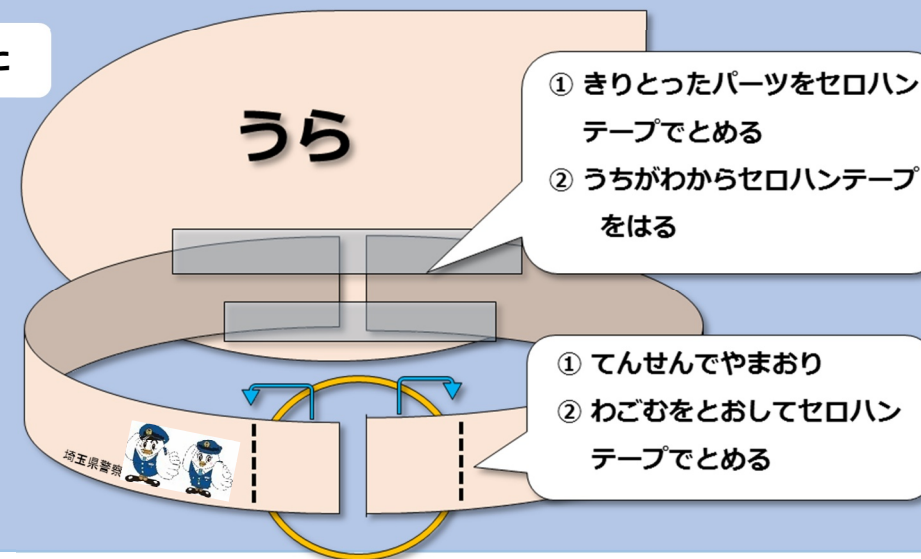 た
うら
① きりとったパーツをセロハン
テープでとめる
② うちがわからセロハンテープ
をはる
① てんせんでやまおり
② わごむをとおしてセロハン
テープでとめる
埼玉県警察